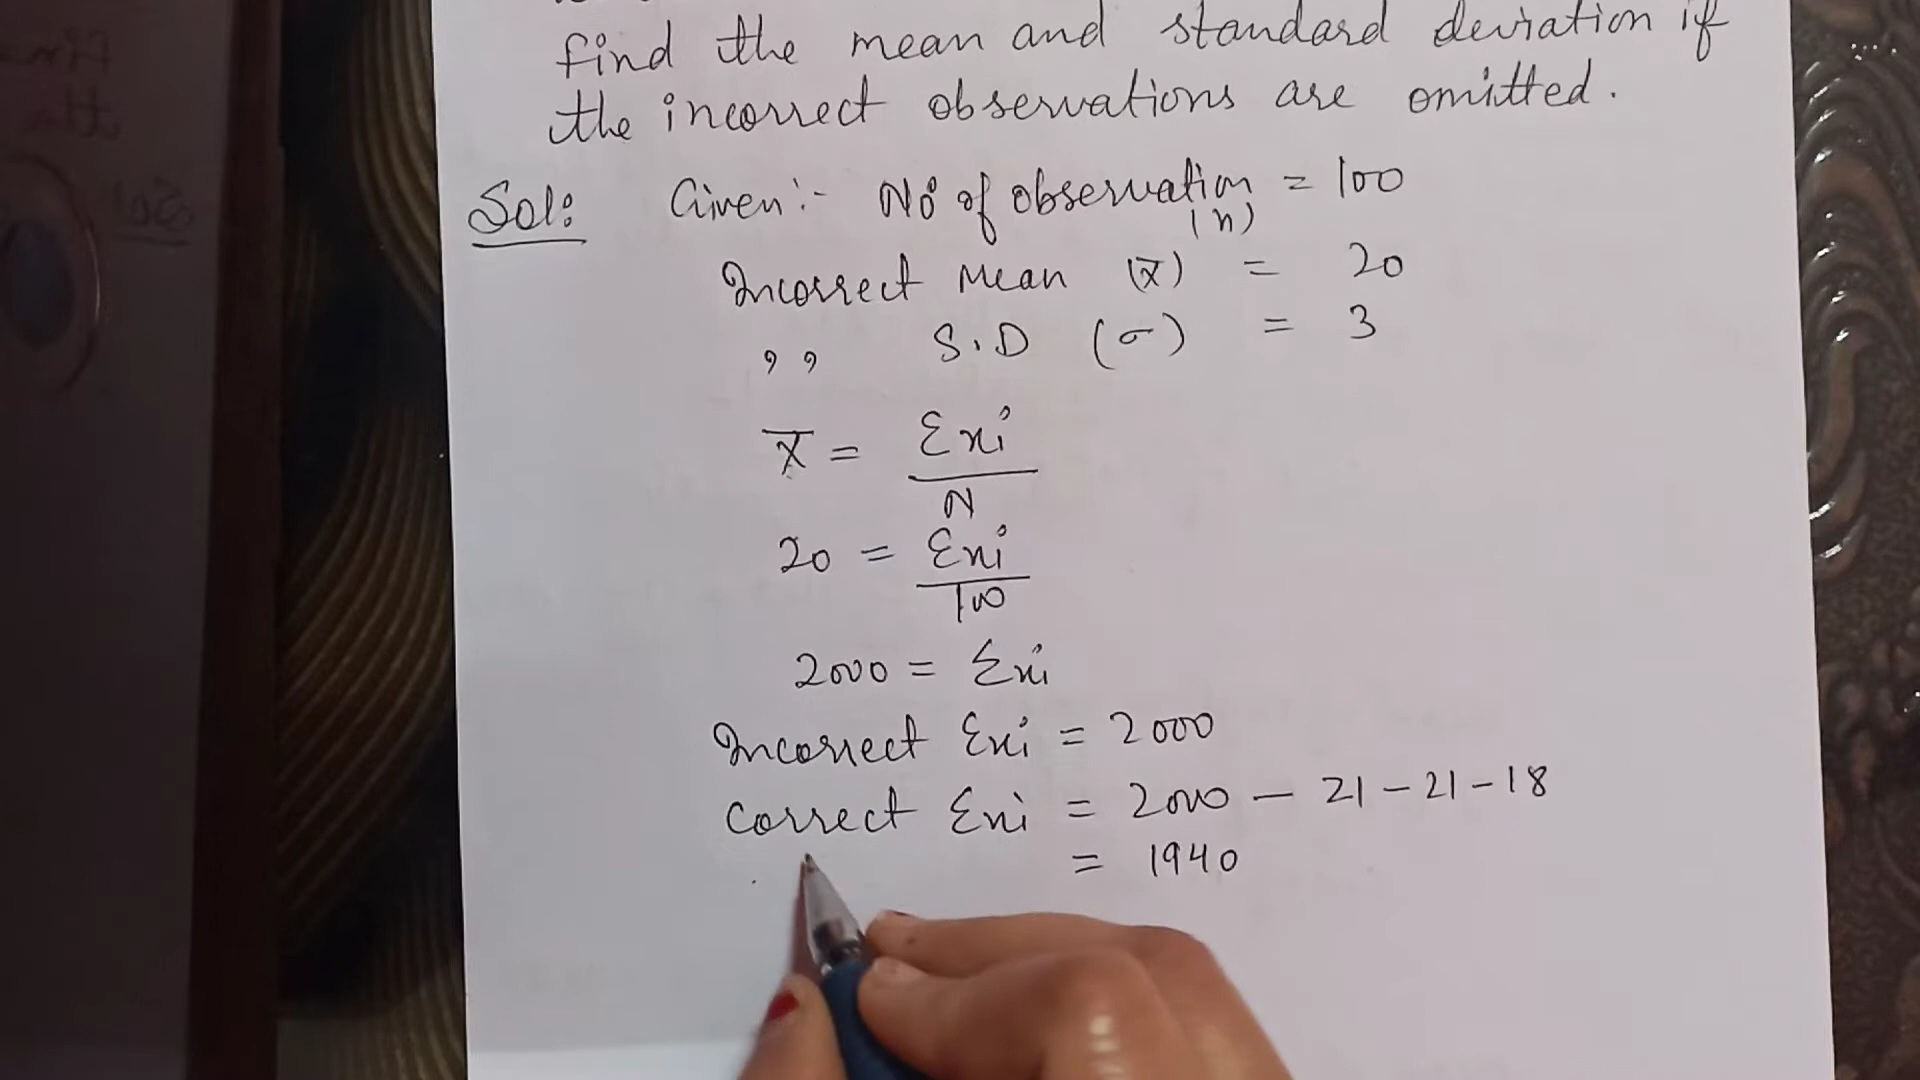 find the mean and standard deviation if
the incorrect observations are omitted.
Sol: Given:- No of observation = 100
(n)
Incorrect Mean (x̅) = 20
,, S.D (σ) = 3
X̅ = Σxi
N
20 = Σxi
100
2000 = Σxi
Incorrect Σxi = 2000
Correct Σxi = 2000 - 21-21-18
= 1940